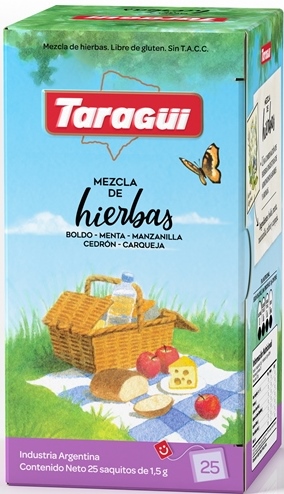 Mezcla de hierbas. Libre de gluten. Sin T.A.C.C.
Taragüi
MEZCLA
DE
hierbas
BOLDO - MENTA - MANZANILLA
CEDRÓN - CARQUEJA
Industria Argentina
Contenido Neto 25 saquitos de 1,5 g
25